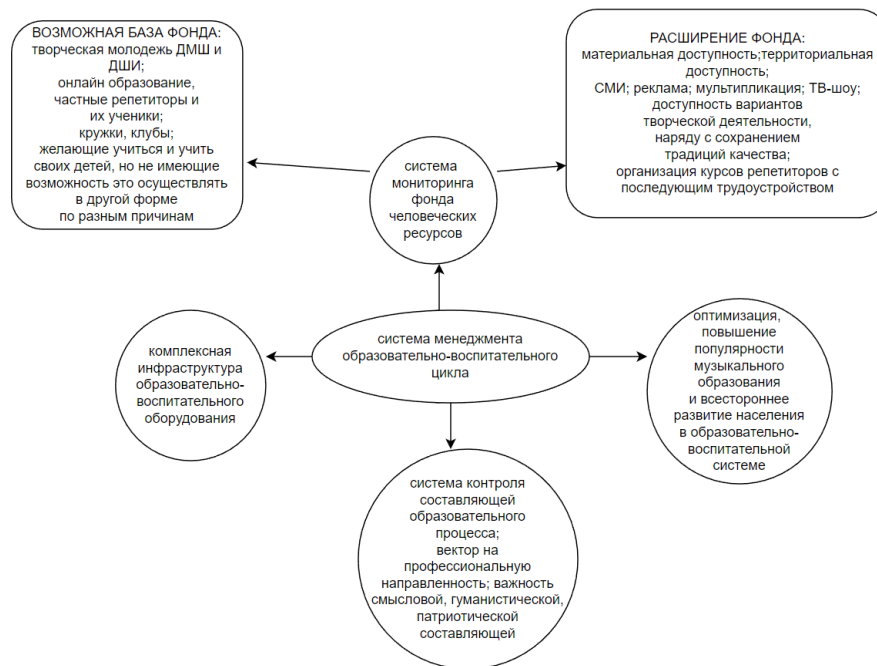 ВОЗМОЖНАЯ БАЗА ФОНДА:
творческая молодежь ДМШ и
ДШИ;
онлайн образование,
частные репетиторы и
их ученики;
кружки, клубы;
желающие учиться и учить
своих детей, но не имеющие
возможность это осуществлять
в другой форме
по разным причинам
РАСШИРЕНИЕ ФОНДА:
материальная доступность;территориальная
доступность;
СМИ; реклама; мультипликация; ТВ-шоу;
доступность вариантов
творческой деятельности,
наряду с сохранением
традиций качества;
организация курсов репетиторов с
последующим трудоустройством
система
мониторинга
фонда
человеческих
ресурсов
комплексная
инфраструктура
образовательно-
воспитательного
оборудования
система менеджмента
образовательно-воспитательного
цикла
оптимизация,
повышение
популярности
музыкального
образования
и всестороннее
развитие населения
в образовательно-
воспитательной
системе
система контроля
составляющей
образовательного
процесса;
вектор на
профессиональную
направленность; важность
смысловой, гуманистической,
патриотической
составляющей